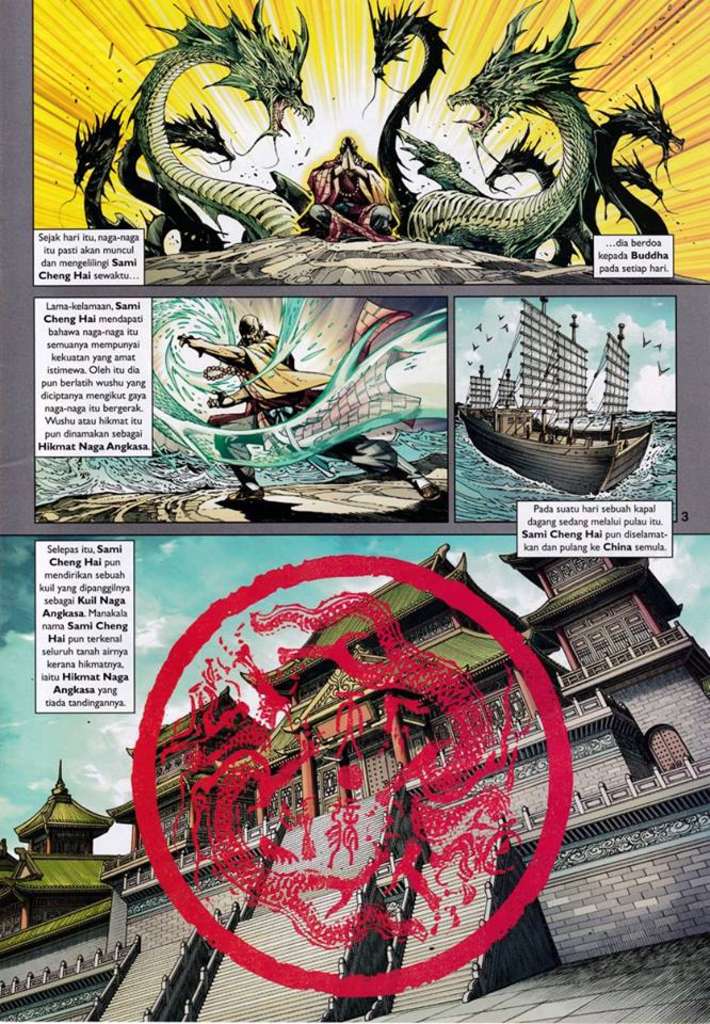 Sejak hari itu, naga-naga
itu pasti akan muncul
dan mengelilingi Sami
Cheng Hai sewaktu…
…dia berdoa
kepada Buddha
pada setiap hari.
Lama-kelamaan, Sami
Cheng Hai mendapati
bahawa naga-naga itu
semuanya mempunyai
kekuatan yang amat
istimewa. Oleh itu dia
pun berlatih wushu yang
diciptanya mengikut gaya
naga-naga itu bergerak.
Wushu atau hikmat itu
pun dinamakan sebagai
Hikmat Naga Angkasa.
Pada suatu hari sebuah kapal
dagang sedang melalui pulau itu.
Sami Cheng Hai pun diselamat-
kan dan pulang ke China semula.
3
Selepas itu, Sami
Cheng Hai pun
mendirikan sebuah
kuil yang dipanggilnya
sebagai Kuil Naga
Angkasa. Manakala
nama Sami Cheng
Hai pun terkenal
seluruh tanah airnya
kerana hikmatnya,
iaitu Hikmat Naga
Angkasa yang
tiada tandingannya.